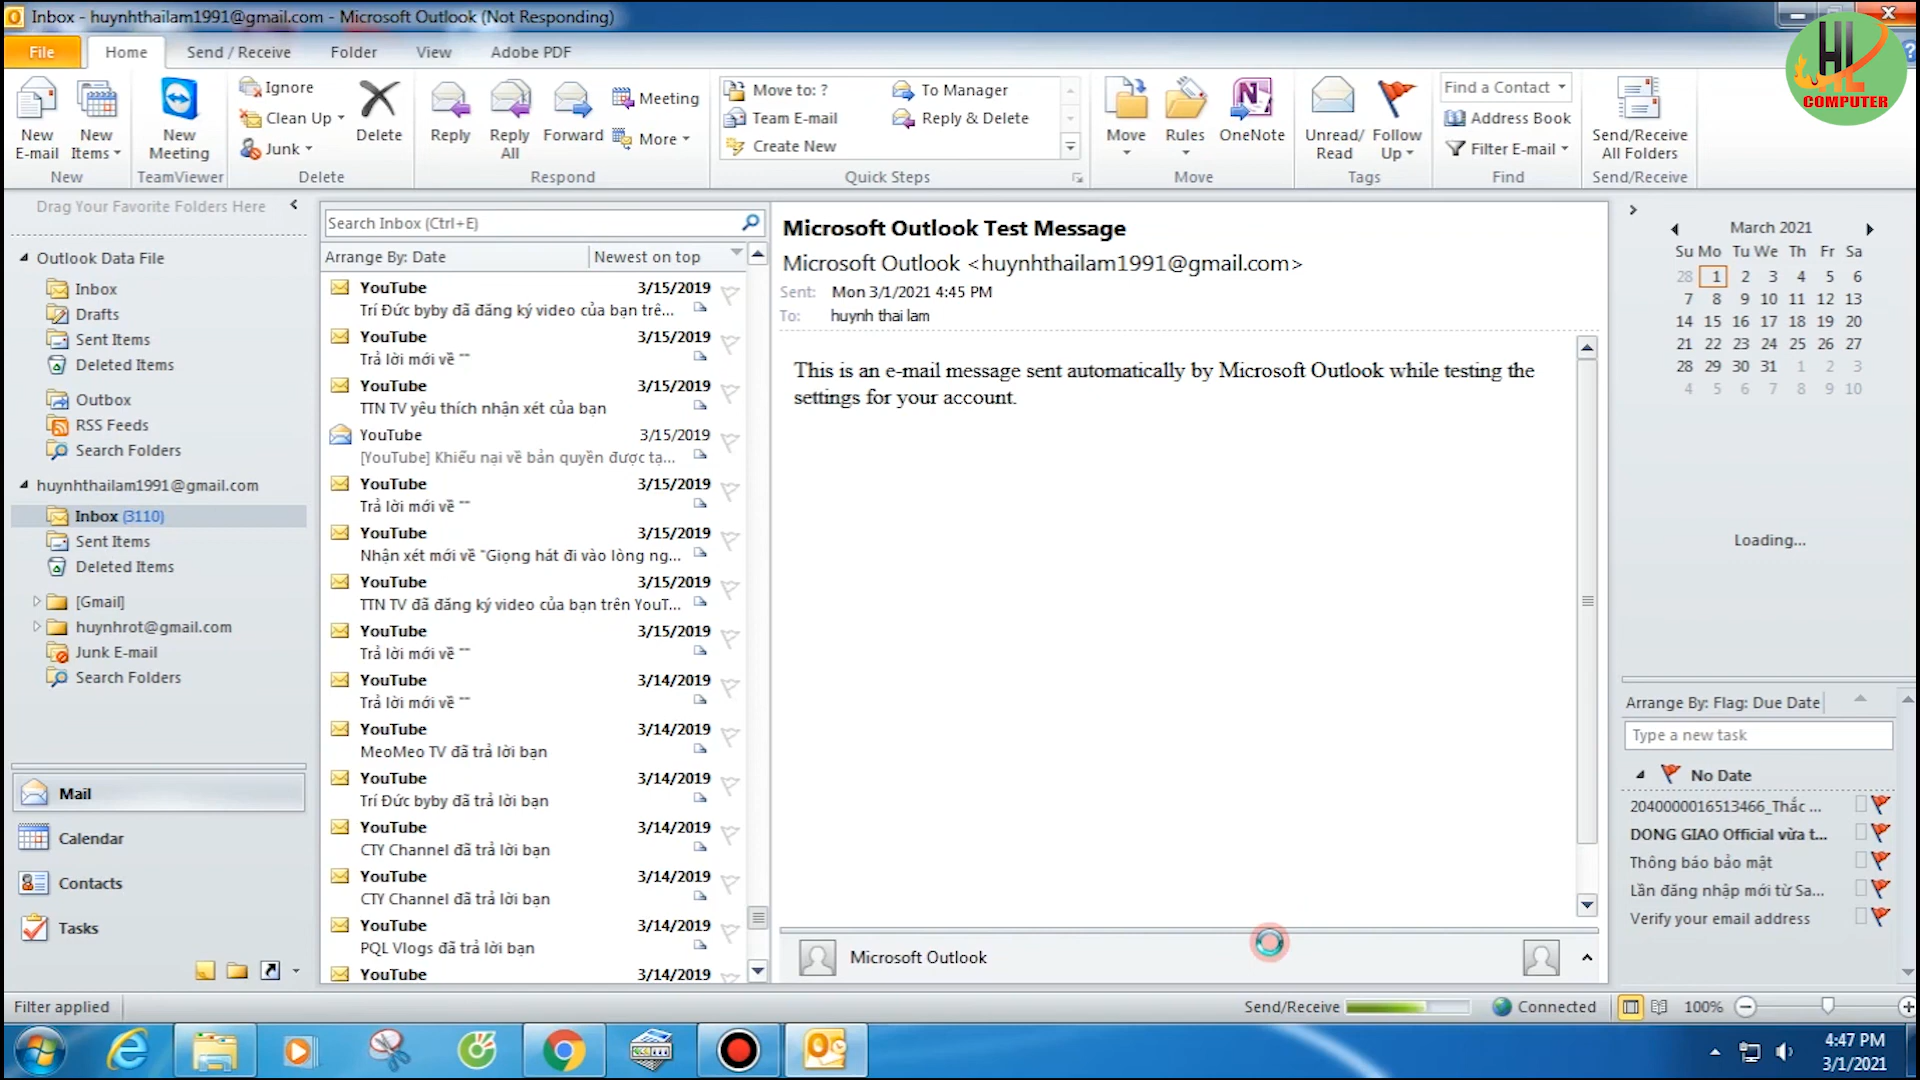 Inbox - huynhthailam1991@gmail.com - Microsoft Outlook (Not Responding)
File Home Send / Receive Folder View Adobe PDF
HL
COMPUTER
New E-mail
New Items
New
New Meeting
TeamViewer
Ignore
Clean Up
Junk
Delete
Delete
Reply
Reply All
Forward
Meeting
More
Respond
Move to: ?
Team E-mail
Create New
To Manager
Reply & Delete
Quick Steps
Move
Rules
OneNote
Move
Unread/ Read
Follow Up
Tags
Find a Contact
Address Book
Filter E-mail
Find
Send/Receive All Folders
Send/Receive
Drag Your Favorite Folders Here
Outlook Data File
Inbox
Drafts
Sent Items
Deleted Items
Outbox
RSS Feeds
Search Folders
huynhthailam1991@gmail.com
Inbox (3110)
Sent Items
Deleted Items
[Gmail]
huynhrot@gmail.com
Junk E-mail
Search Folders
Mail
Calendar
Contacts
Tasks
Search Inbox (Ctrl+E)
Arrange By: Date Newest on top
YouTube 3/15/2019
Trí Đức byby đã đăng ký video của bạn trê...
YouTube 3/15/2019
Trả lời mới về ""
YouTube 3/15/2019
TTN TV yêu thích nhận xét của bạn
YouTube 3/15/2019
[YouTube] Khiếu nại về bản quyền được tạ...
YouTube 3/15/2019
Trả lời mới về ""
YouTube 3/15/2019
Nhận xét mới về "Giọng hát đi vào lòng ng...
YouTube 3/15/2019
TTN TV đã đăng ký video của bạn trên YouT...
YouTube 3/15/2019
Trả lời mới về ""
YouTube 3/14/2019
Trả lời mới về ""
YouTube 3/14/2019
MeoMeo TV đã trả lời bạn
YouTube 3/14/2019
Trí Đức byby đã trả lời bạn
YouTube 3/14/2019
CTY Channel đã trả lời bạn
YouTube 3/14/2019
CTY Channel đã trả lời bạn
YouTube 3/14/2019
PQL Vlogs đã trả lời bạn
YouTube 3/14/2019
Microsoft Outlook Test Message
Microsoft Outlook <huynhthailam1991@gmail.com>
Sent: Mon 3/1/2021 4:45 PM
To: huynh thai lam
This is an e-mail message sent automatically by Microsoft Outlook while testing the
settings for your account.
Microsoft Outlook
March 2021
Su Mo Tu We Th Fr Sa
28 1 2 3 4 5 6
7 8 9 10 11 12 13
14 15 16 17 18 19 20
21 22 23 24 25 26 27
28 29 30 31 1 2 3
4 5 6 7 8 9 10
Loading...
Arrange By: Flag: Due Date
Type a new task
No Date
2040000016513466_Thắc ...
DONG GIAO Official vừa t...
Thông báo bảo mật
Lần đăng nhập mới từ Sa...
Verify your email address
Filter applied
Send/Receive
Connected
100%
4:47 PM
3/1/2021